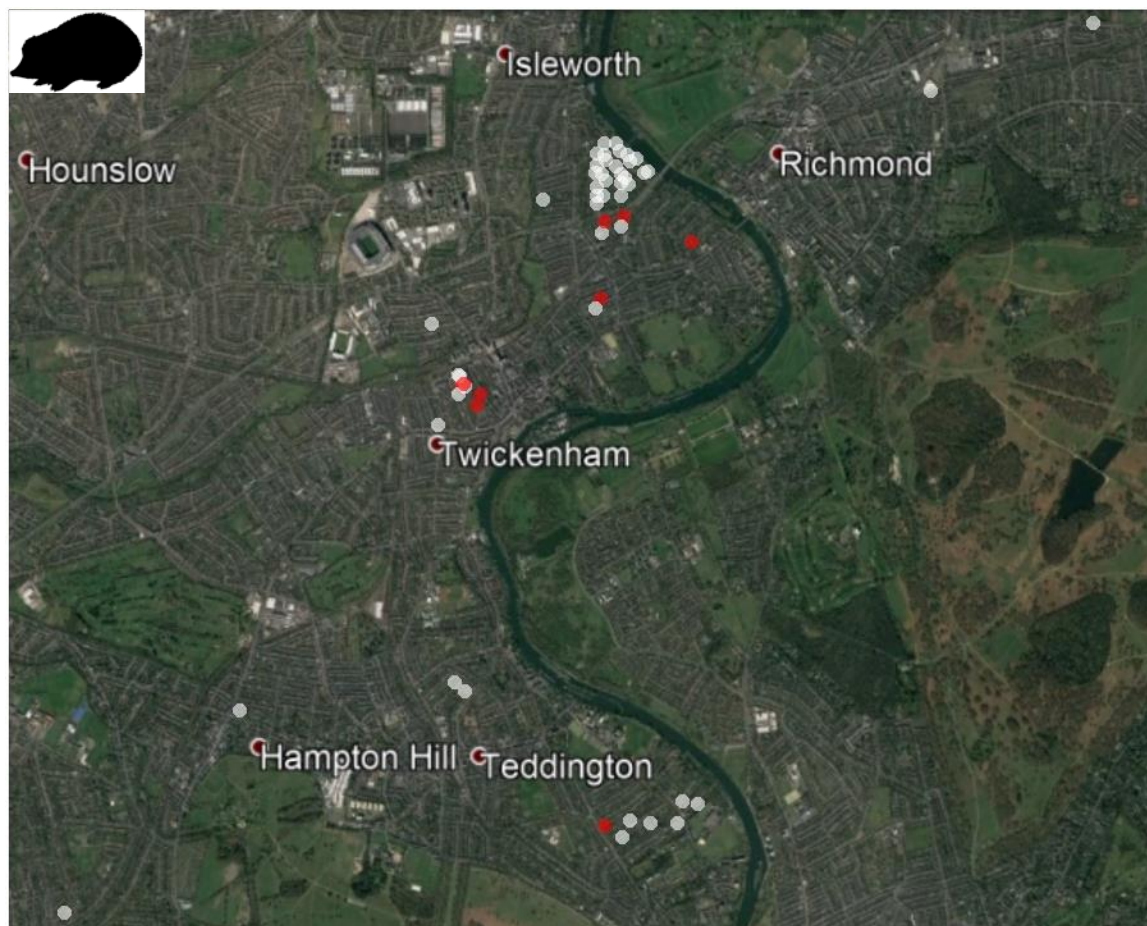 Isleworth
Hounslow
Richmond
Twickenham
Hampton Hill
Teddington